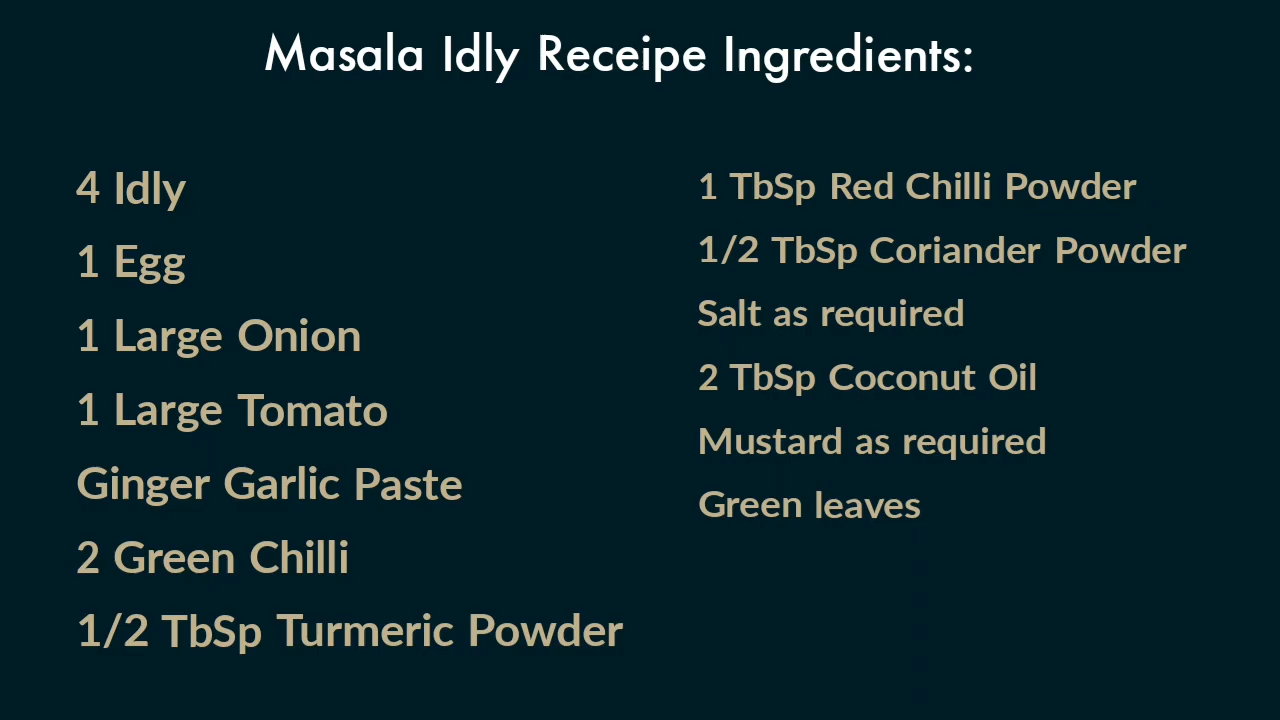 Masala Idly Receipe Ingredients:
4 Idly
1 Egg
1 Large Onion
1 Large Tomato
Ginger Garlic Paste
2 Green Chilli
1/2 TbSp Turmeric Powder
1 TbSp Red Chilli Powder
1/2 TbSp Coriander Powder
Salt as required
2 TbSp Coconut Oil
Mustard as required
Green leaves